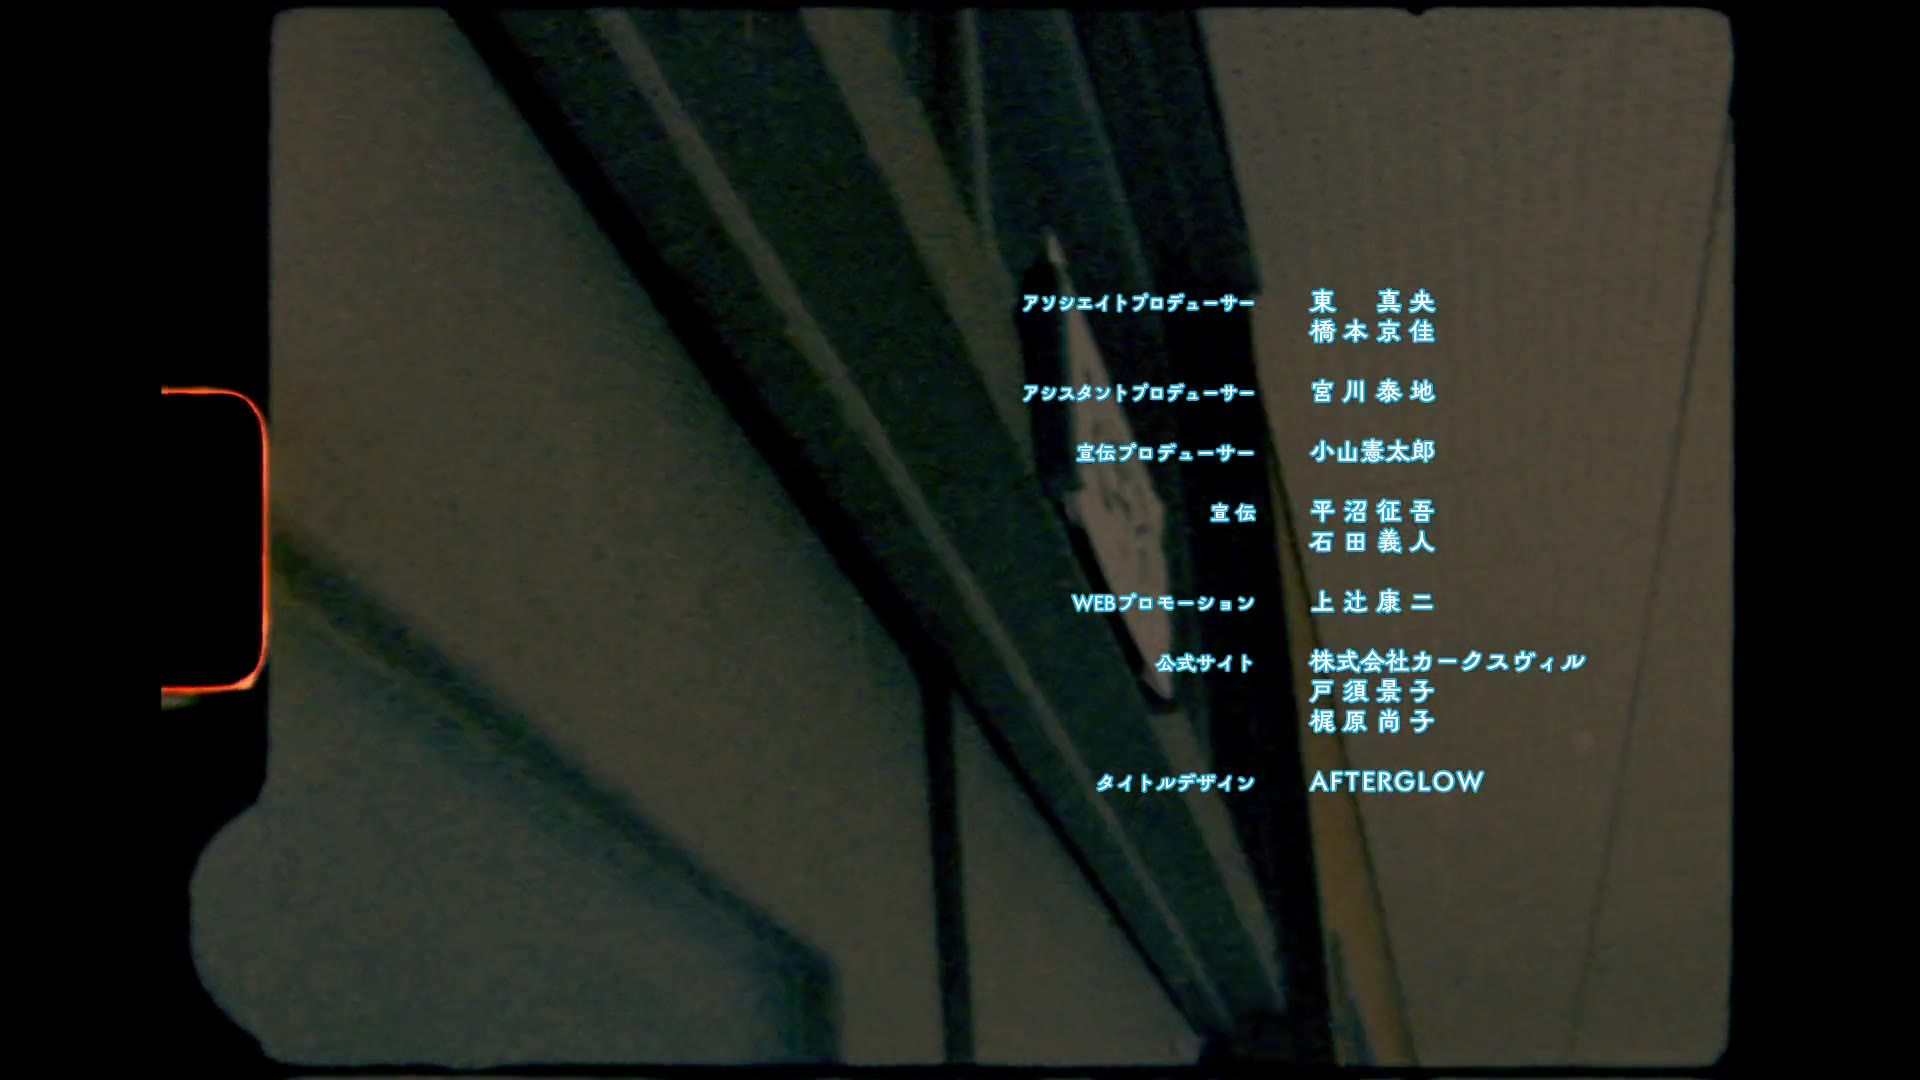 アソシエイトプロデューサー 東 真央
橋本京佳
アシスタントプロデューサー 宮川泰地
宣伝プロデューサー 小山憲太郎
宣伝 平沼征吾
石田義人
WEBプロモーション 上辻康二
公式サイト 株式会社カークスヴィル
戸須景子
梶原尚子
タイトルデザイン AFTERGLOW